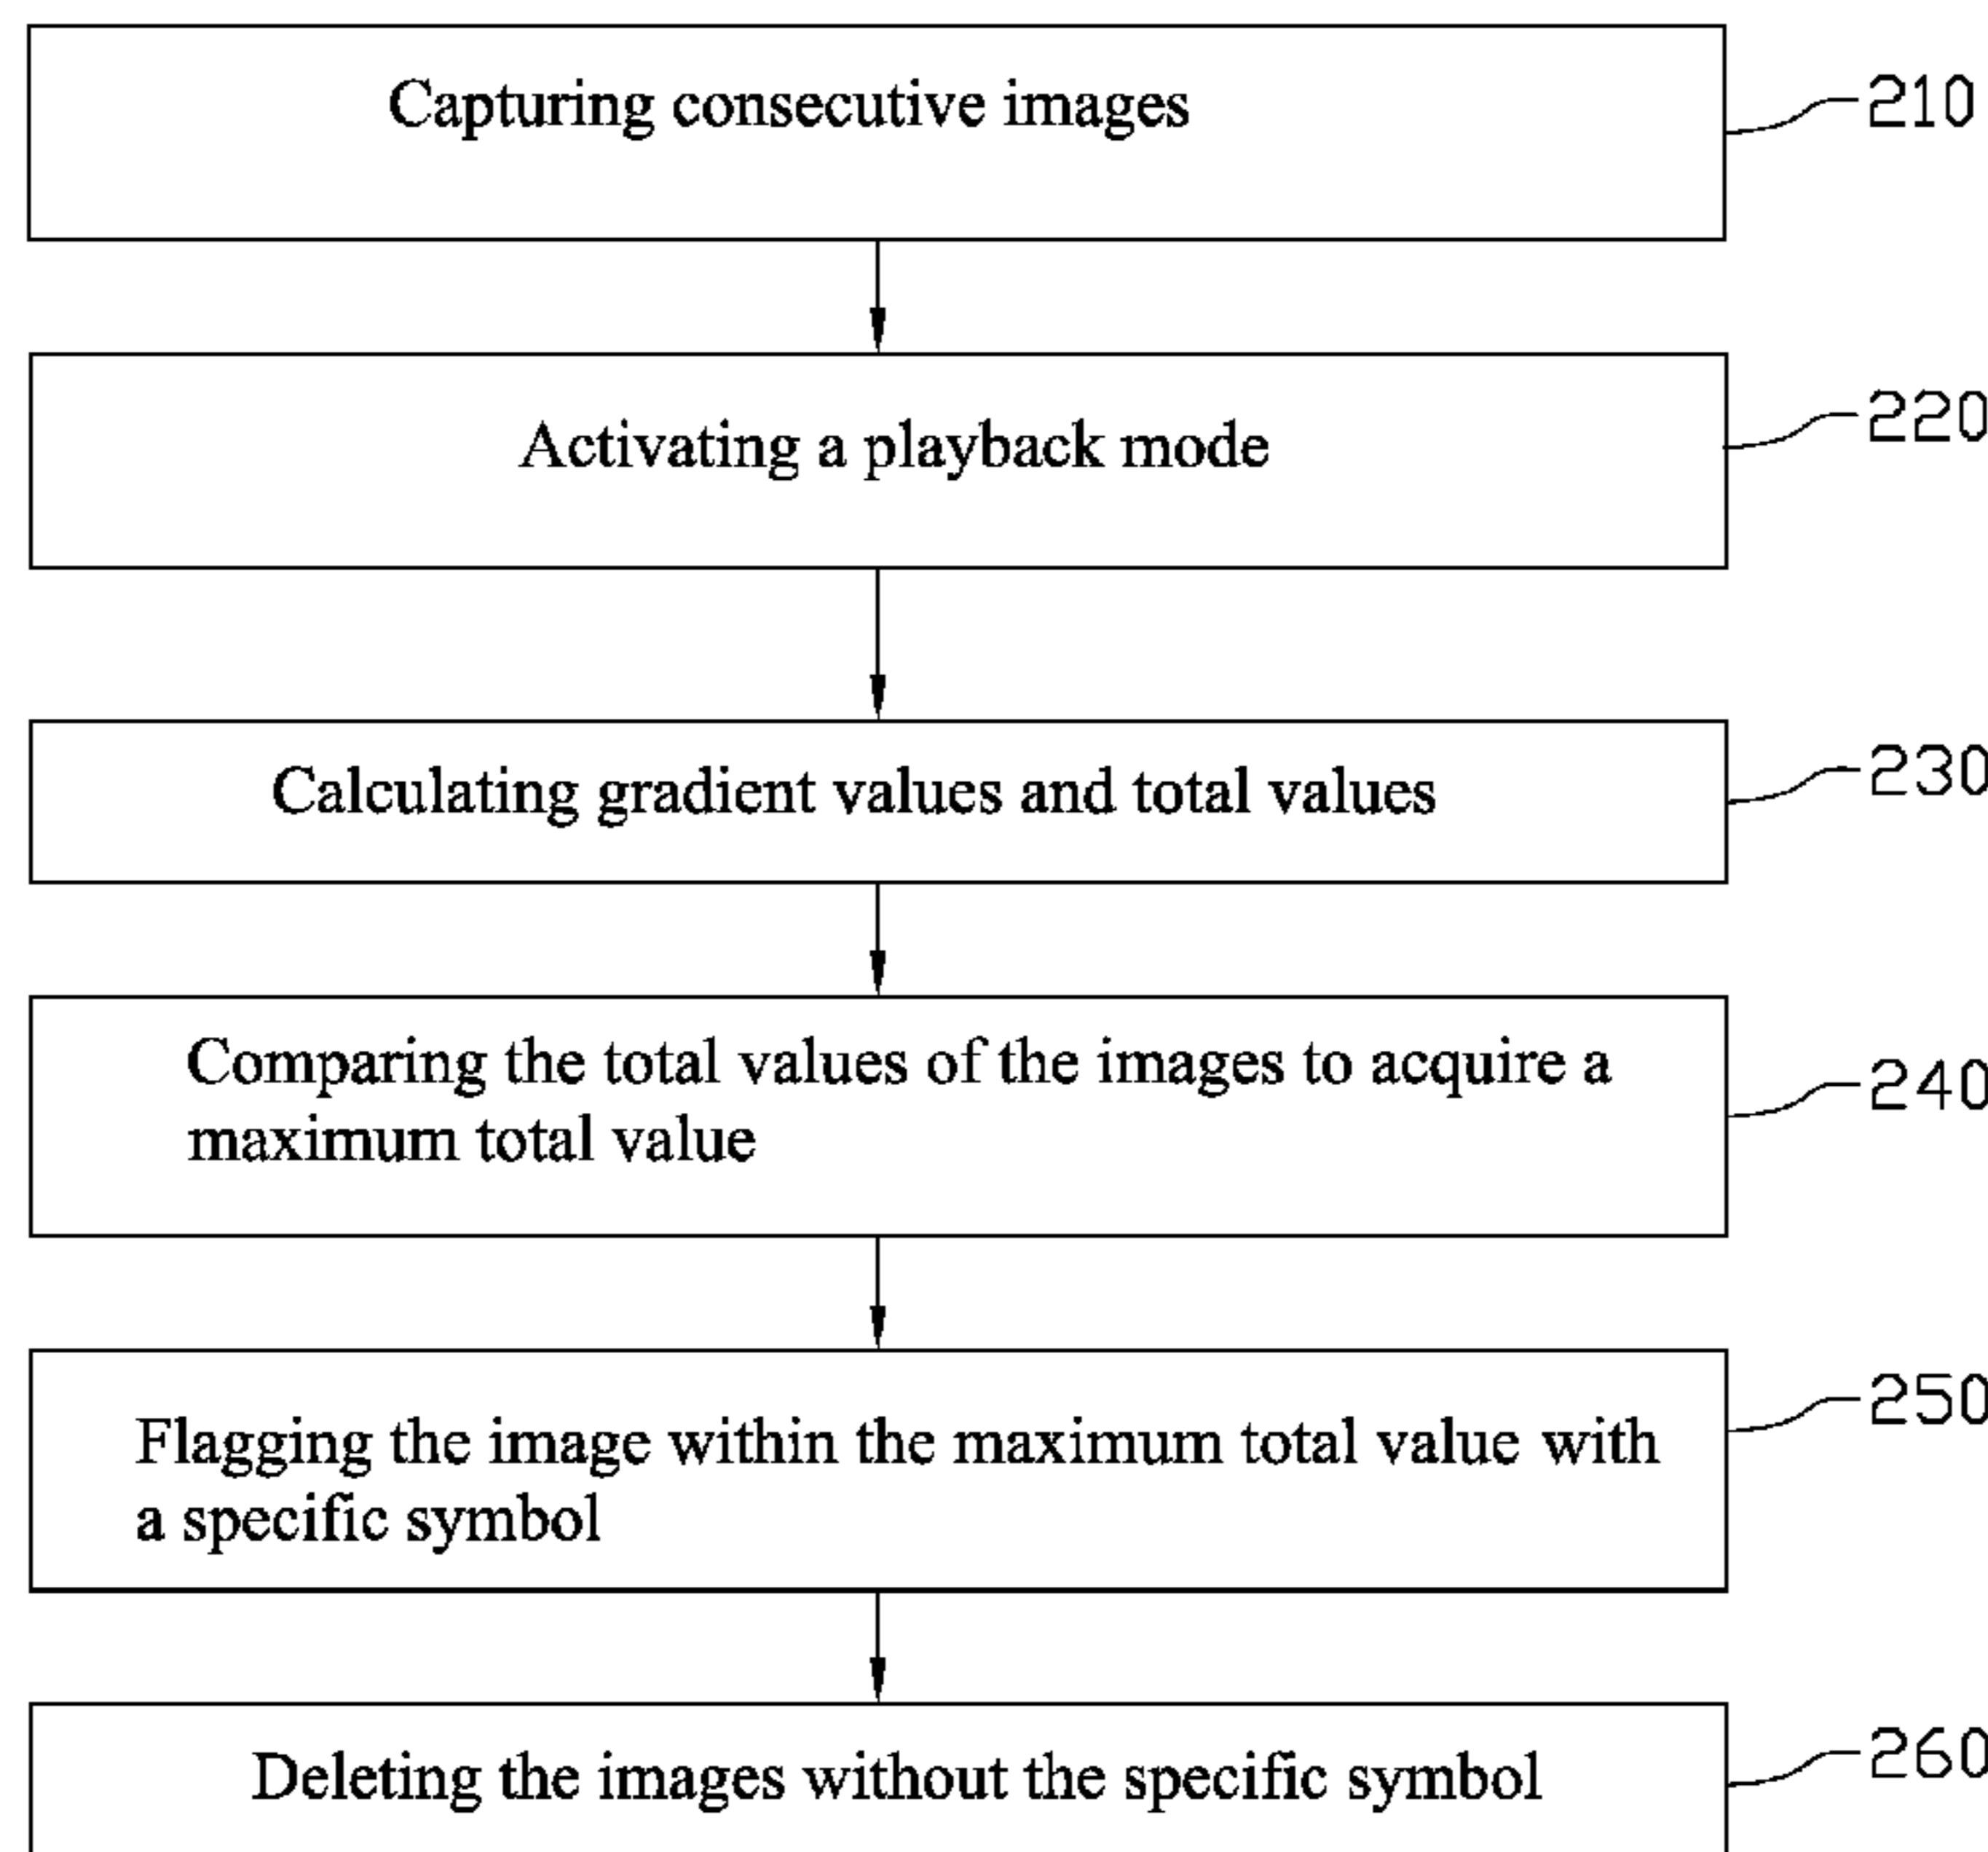 Capturing consecutive images
210
Activating a playback mode
220
Calculating gradient values and total values
230
Comparing the total values of the images to acquire a
maximum total value
240
Flagging the image within the maximum total value with
a specific symbol
250
Deleting the images without the specific symbol
260